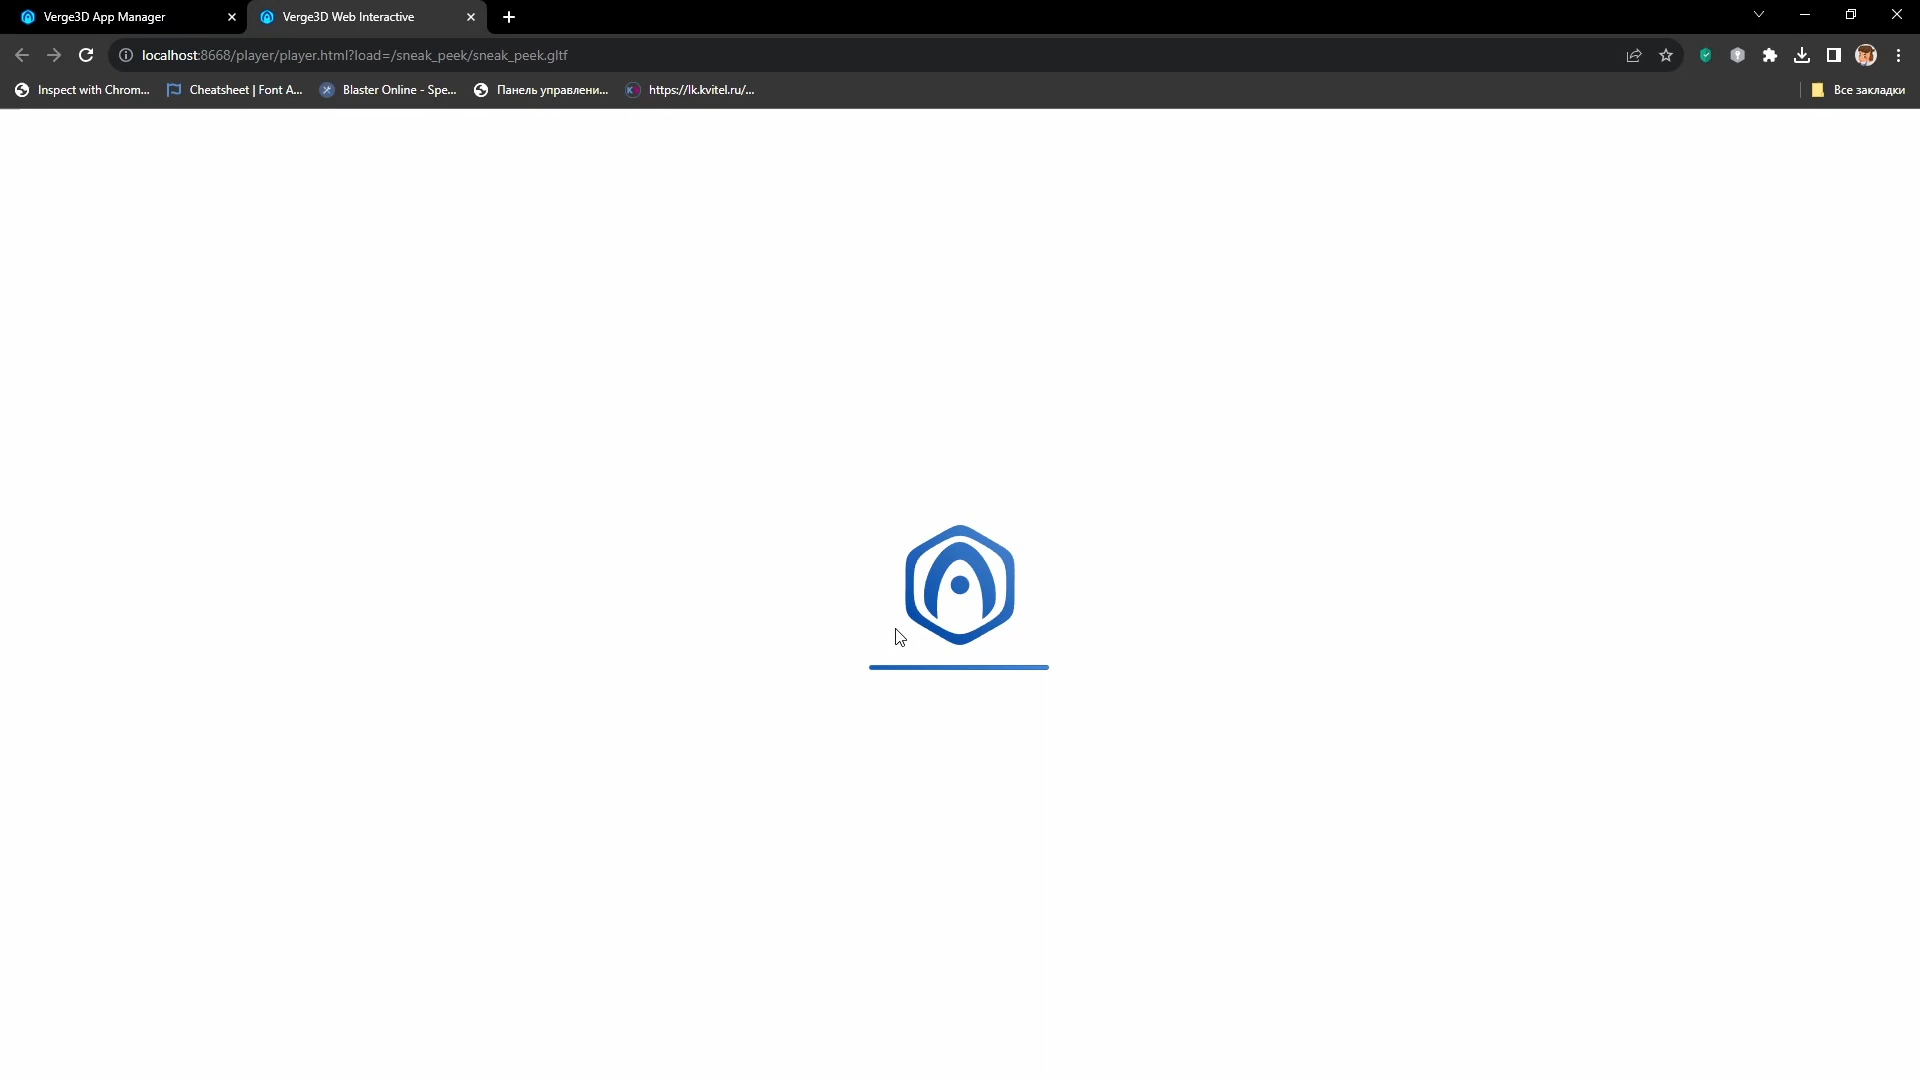 Verge3D App Manager
Verge3D Web Interactive
localhost:8668/player/player.html?load=/sneak_peek/sneak_peek.gltf
Inspect with Chrom...
Cheatsheet | Font A...
Blaster Online - Spe...
Панель управлени...
https://lk.kvitel.ru/...
Все закладки